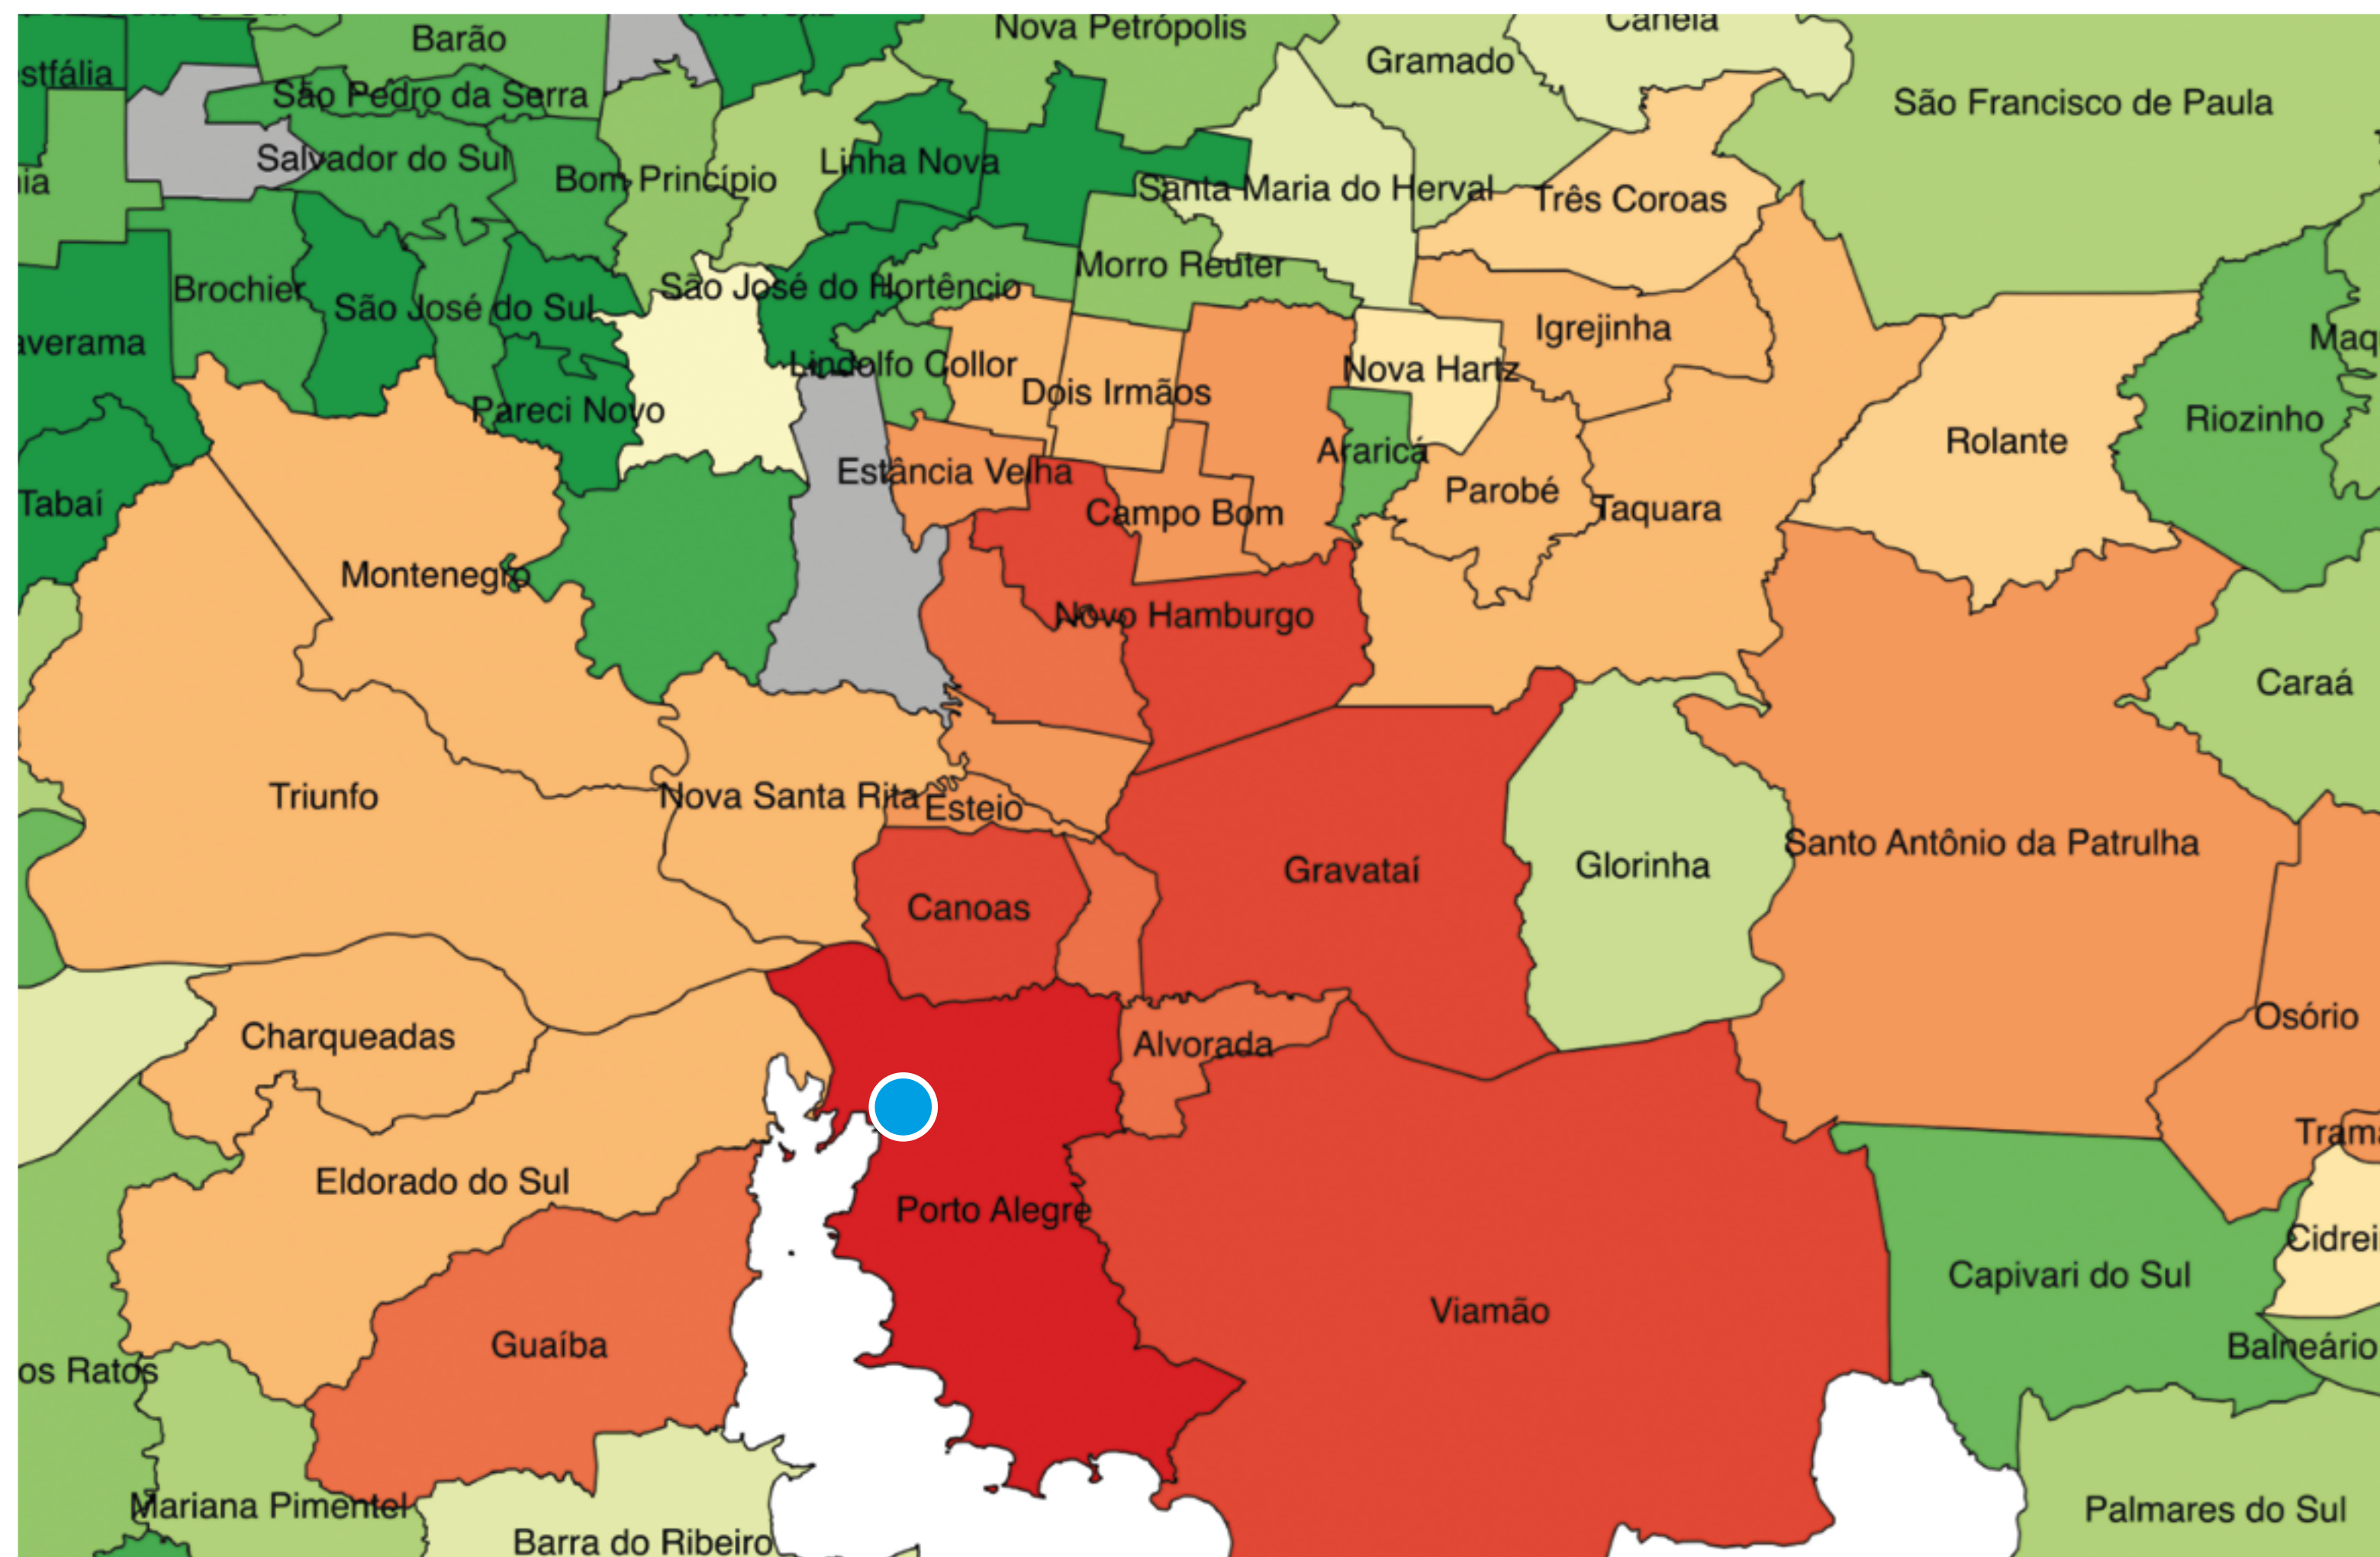 Canela
Nova Petrópolis
Barão
Gramado
stfália
São Pedro da Serra
São Francisco de Paula
Salvador do Sul
Linha Nova
nia
Bom Princípio
Santa Maria do Herval
Três Coroas
Morro Reuter
Brochier
São José do Hortêncio
São José do Sul
Igrejinha
averama
Maq
Lindolfo Collor
Nova Hartz
Dois Irmãos
Pareci Novo
Riozinho
Rolante
Araricá
Estância Velha
Parobé
Tabaí
Campo Bom
Taquara
Montenegro
Novo Hamburgo
Caraá
Triunfo
Nova Santa Rita
Esteio
Santo Antônio da Patrulha
Gravataí
Glorinha
Canoas
Osório
Charqueadas
Alvorada
Trama
Eldorado do Sul
Porto Alegre
Cidrei
Capivari do Sul
Viamão
Guaíba
Balneário
os Ratos
Mariana Pimentel
Palmares do Sul
Barra do Ribeiro